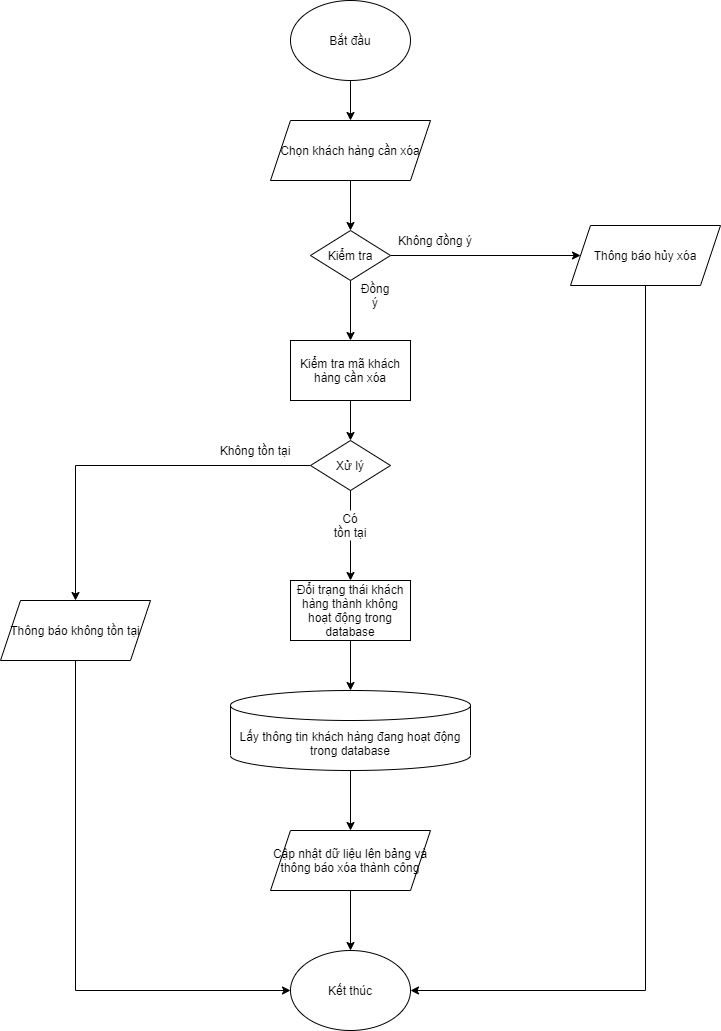 Bắt đầu
Chọn khách hàng cần xóa
Kiểm tra
Không đồng ý
Thông báo hủy xóa
Đồng
ý
Kiểm tra mã khách
hàng cần xóa
Không tồn tại
Xử lý
Có
tồn tại
Đổi trạng thái khách
hàng thành không
hoạt động trong
database
Thông báo không tồn tại
Lấy thông tin khách hàng đang hoạt động
trong database
Cập nhật dữ liệu lên bảng và
thông báo xóa thành công
Kết thúc